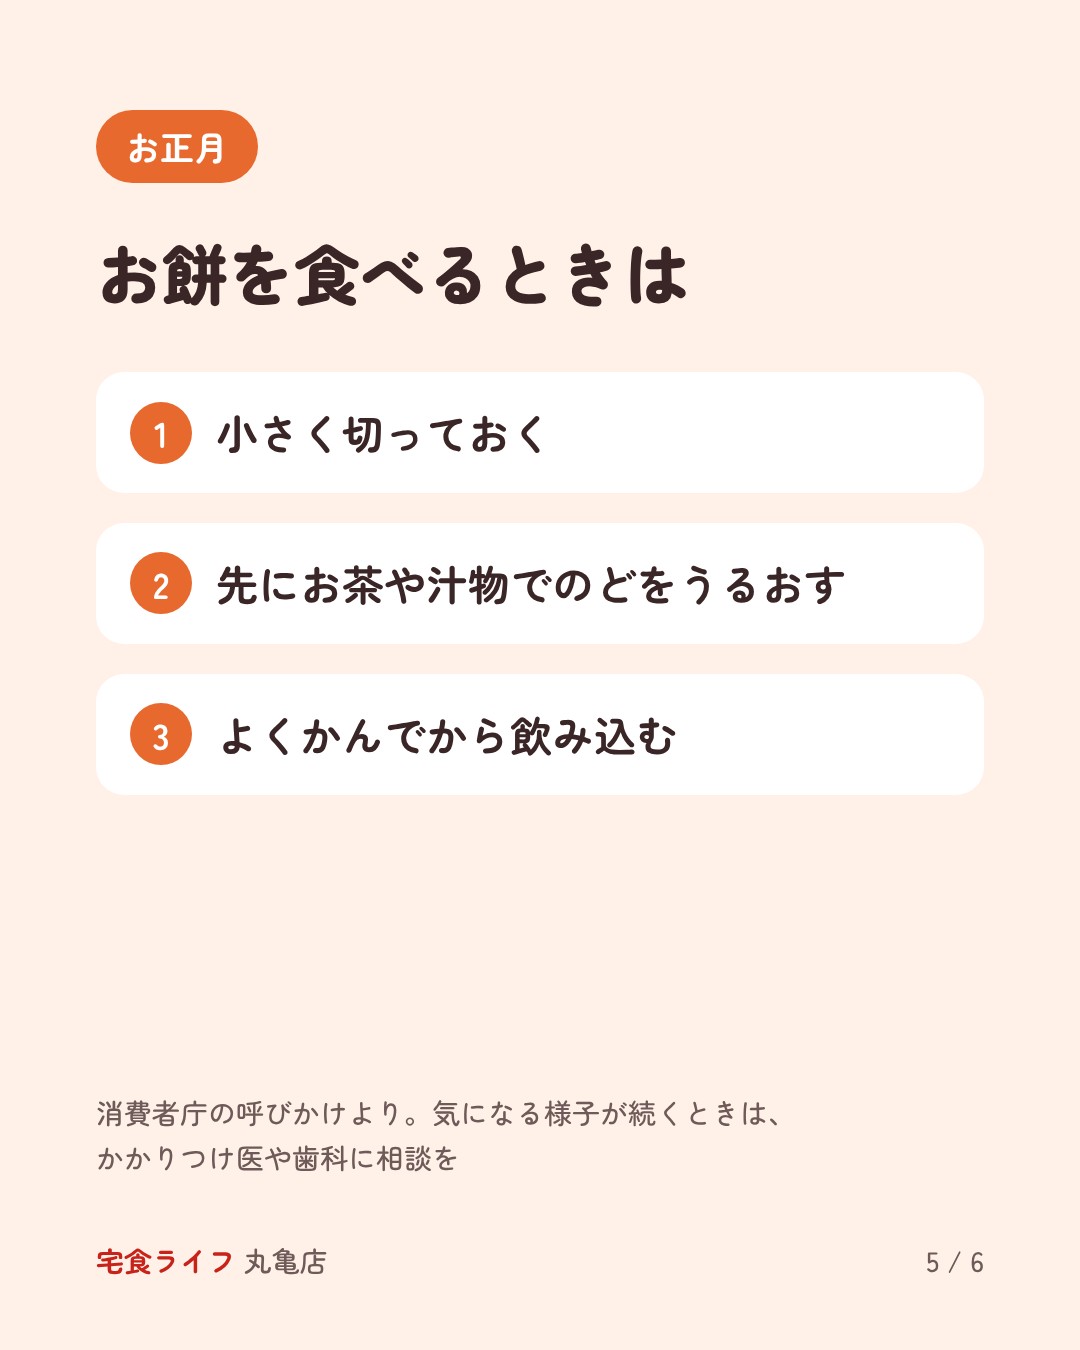 お正月
お餅を食べるときは
1 小さく切っておく
2 先にお茶や汁物でのどをうるおす
3 よくかんでから飲み込む
消費者庁の呼びかけより。気になる様子が続くときは、
かかりつけ医や歯科に相談を
宅食ライフ 丸亀店
5 / 6